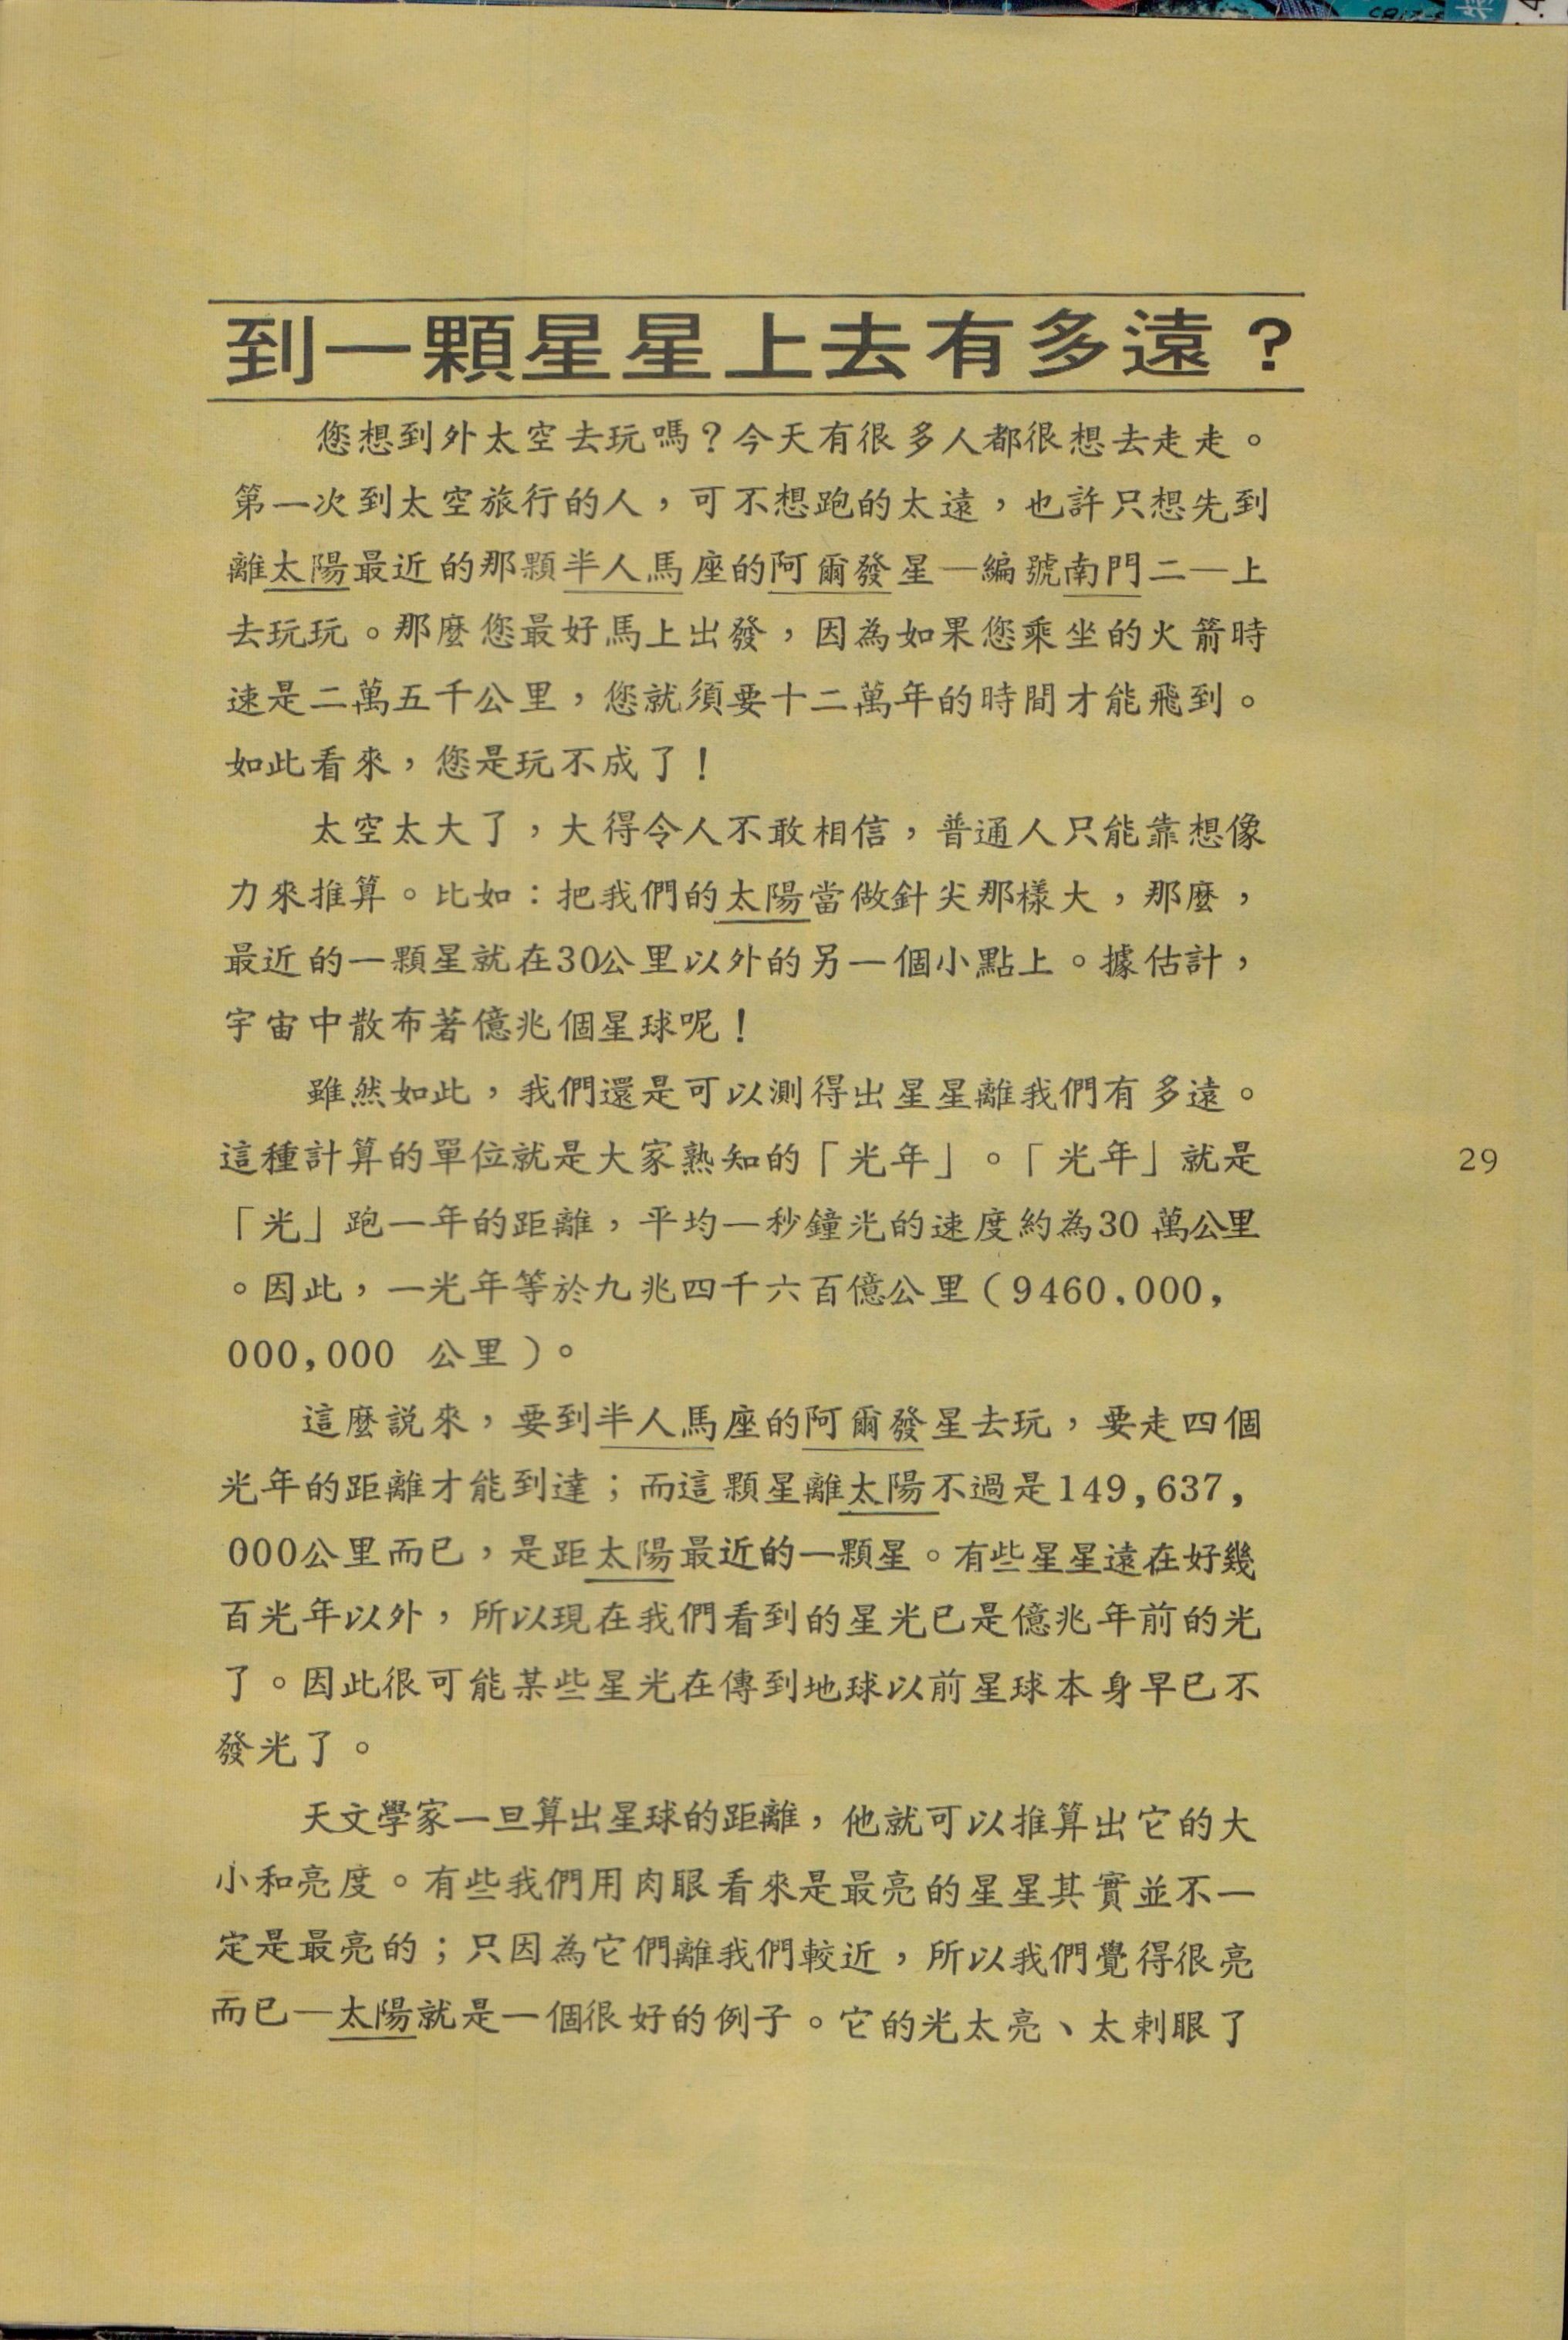 到一顆星星上去有多遠？
您想到外太空去玩嗎？今天有很多人都很想去走走。
第一次到太空旅行的人，可不想跑的太遠，也許只想先到
離太陽最近的那顆半人馬座的阿爾發星—編號南門二—上
去玩玩。那麼您最好馬上出發，因為如果您乘坐的火箭時
速是二萬五千公里，您就須要十二萬年的時間才能飛到。
如此看來，您是玩不成了！
太空太大了，大得令人不敢相信，普通人只能靠想像
力來推算。比如：把我們的太陽當做針尖那樣大，那麼，
最近的一顆星就在30公里以外的另一個小點上。據估計，
宇宙中散布著億兆個星球呢！
雖然如此，我們還是可以測得出星星離我們有多遠。
這種計算的單位就是大家熟知的「光年」。「光年」就是
「光」跑一年的距離，平均一秒鐘光的速度約為30 萬公里
。因此，一光年等於九兆四千六百億公里（9460,000,
000,000 公里）。
這麼說來，要到半人馬座的阿爾發星去玩，要走四個
光年的距離才能到達；而這顆星離太陽不過是149,637,
000公里而已，是距太陽最近的一顆星。有些星星遠在好幾
百光年以外，所以現在我們看到的星光已是億兆年前的光
了。因此很可能某些星光在傳到地球以前星球本身早已不
發光了。
天文學家一旦算出星球的距離，他就可以推算出它的大
小和亮度。有些我們用肉眼看來是最亮的星星其實並不一
定是最亮的；只因為它們離我們較近，所以我們覺得很亮
而已—太陽就是一個很好的例子。它的光太亮、太刺眼了
29